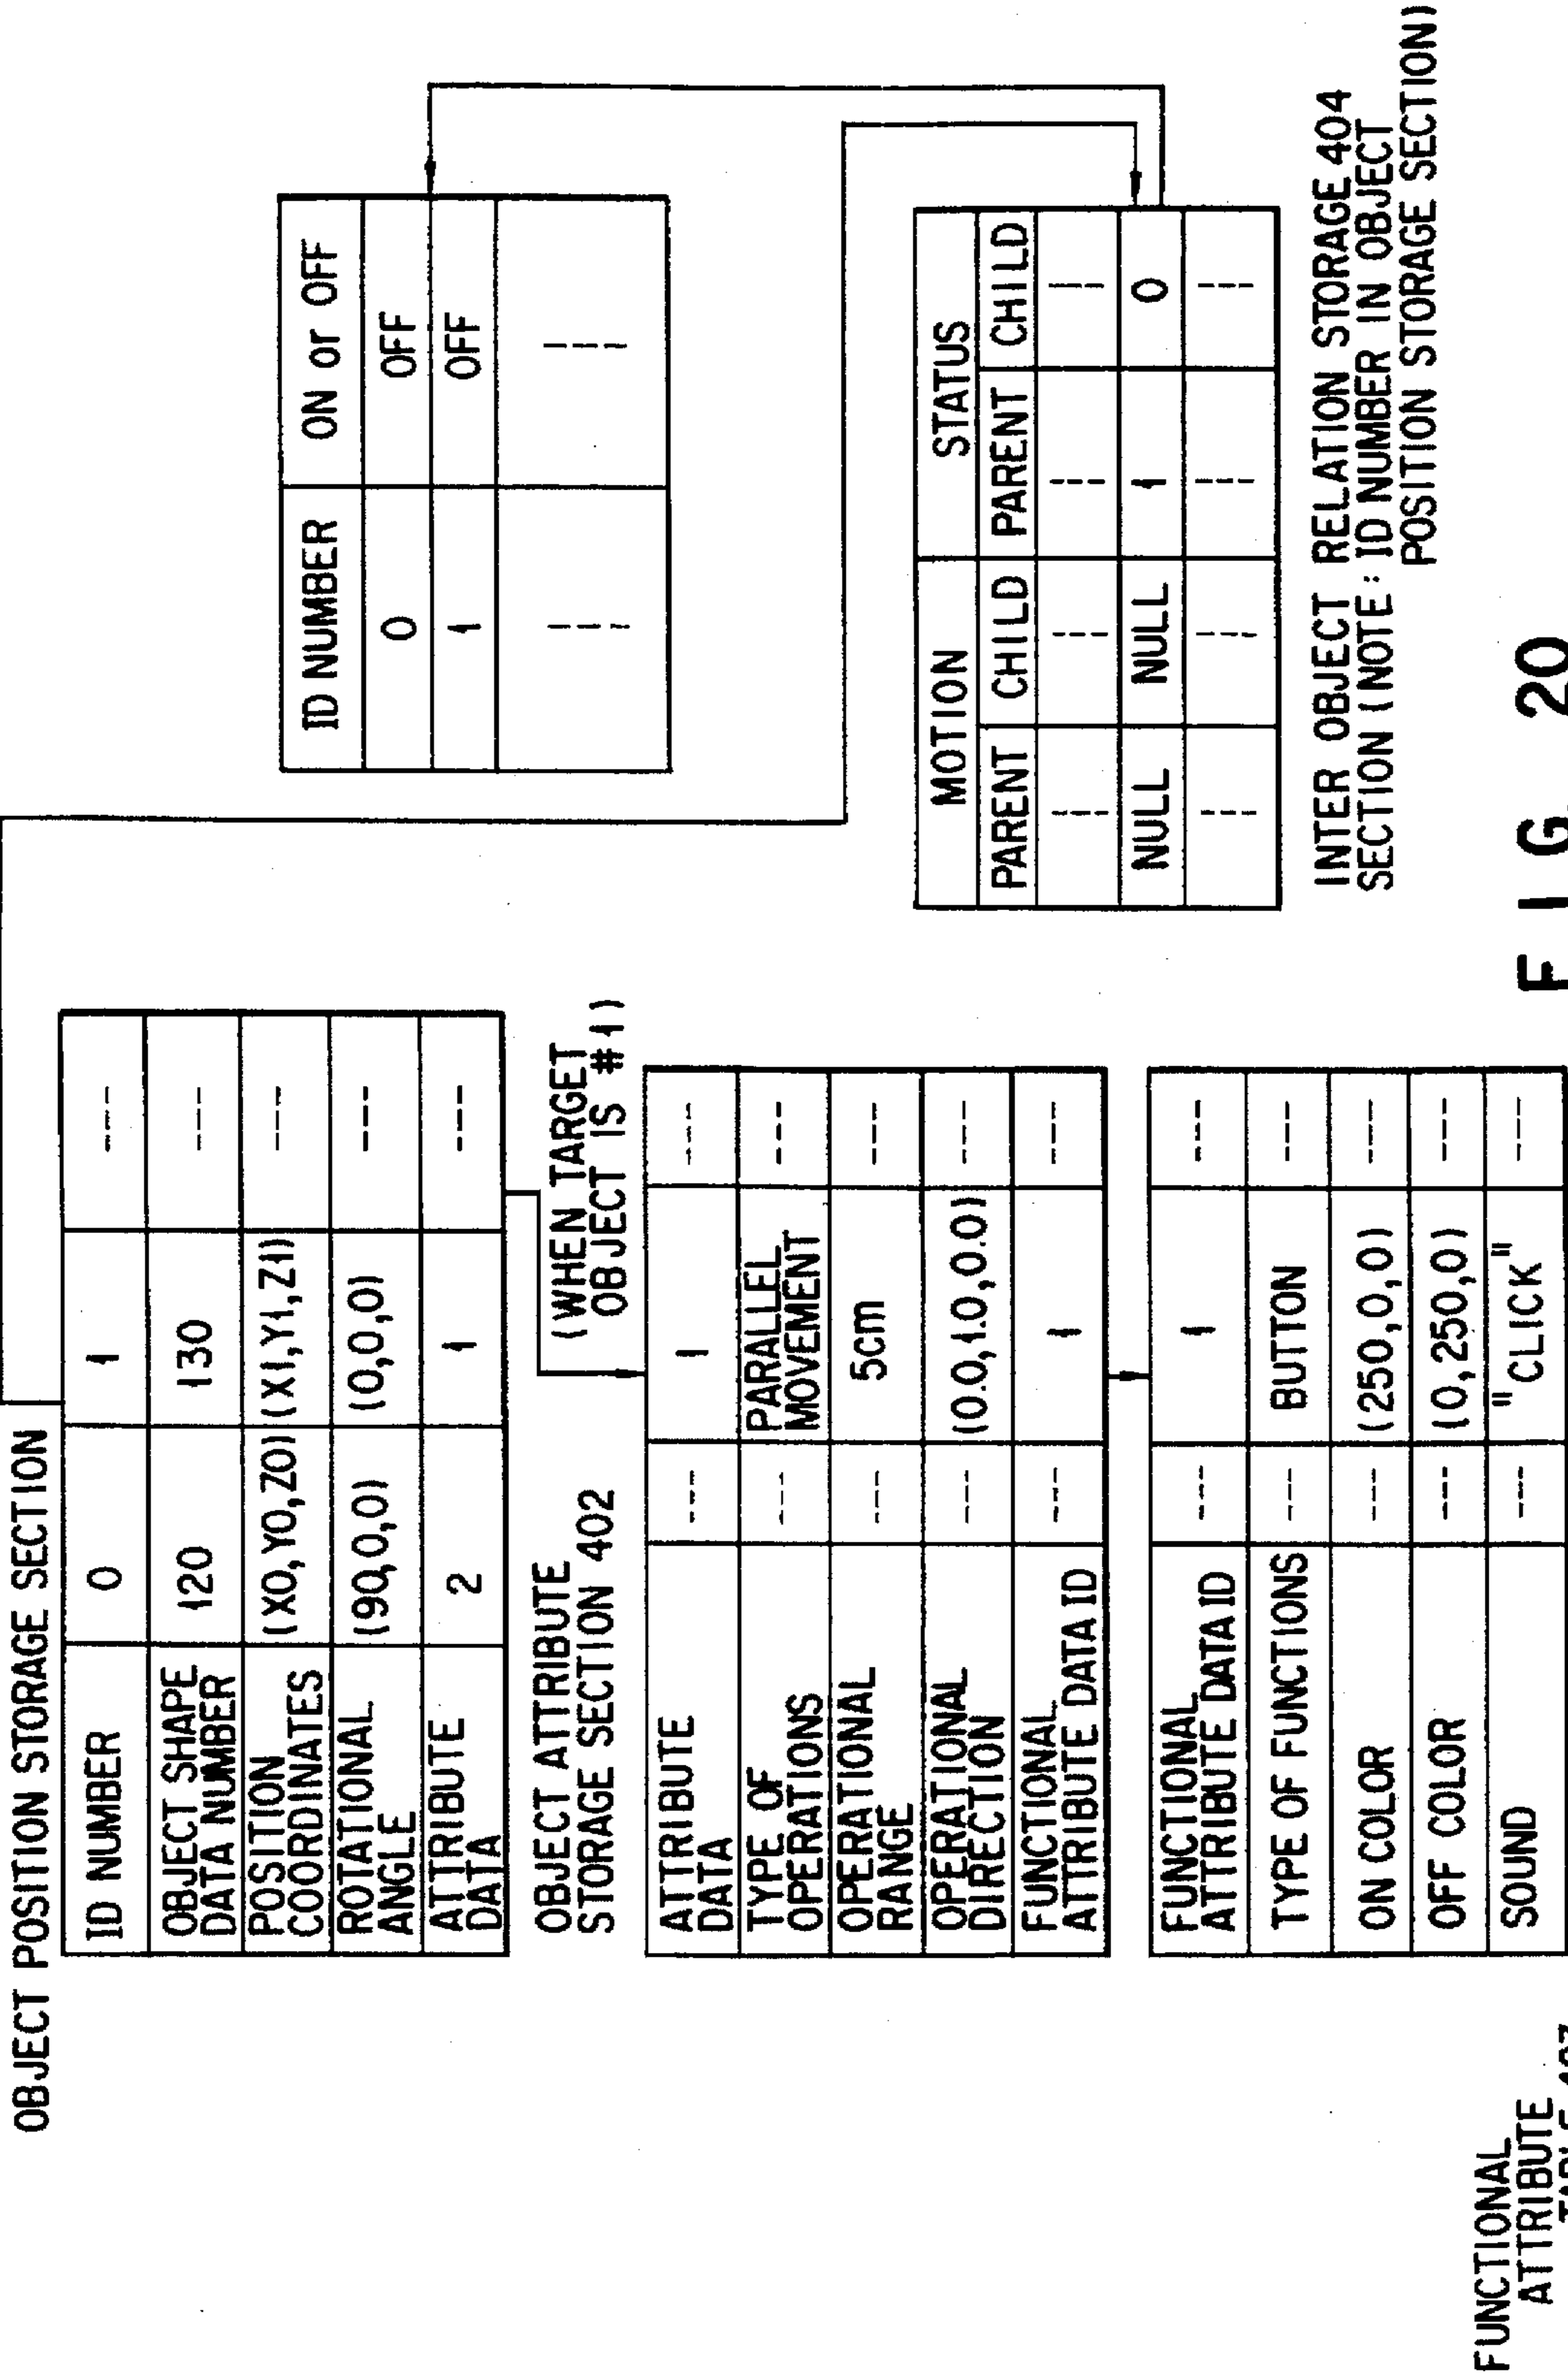 OBJECT POSITION STORAGE SECTION
ID NUMBER 0 1 ---
OBJECT SHAPE DATA NUMBER 120 130 ---
POSITION COORDINATES (X0,Y0,Z0) (X1,Y1,Z1) ---
ROTATIONAL ANGLE (90,0,0) (0,0,0) ---
ATTRIBUTE DATA 2 1 ---
OBJECT ATTRIBUTE
STORAGE SECTION 402
(WHEN TARGET
OBJECT IS #1)
ATTRIBUTE DATA --- 1 ---
TYPE OF OPERATIONS --- PARALLEL MOVEMENT ---
OPERATIONAL RANGE --- 5cm ---
OPERATIONAL DIRECTION --- (0.0,1.0,0.0) ---
FUNCTIONAL ATTRIBUTE DATA ID --- 1 ---
FUNCTIONAL
ATTRIBUTE
FUNCTIONAL ATTRIBUTE DATA ID --- 1 ---
TYPE OF FUNCTIONS --- BUTTON ---
ON COLOR --- (250,0,0) ---
OFF COLOR --- (0,250,0) ---
SOUND --- "CLICK" ---
ID NUMBER ON or OFF
0 OFF
1 OFF
--- ---
MOTION STATUS
PARENT CHILD PARENT CHILD
--- --- --- ---
NULL NULL 1 0
--- --- --- ---
INTER OBJECT RELATION STORAGE 404
SECTION (NOTE: ID NUMBER IN OBJECT
POSITION STORAGE SECTION)
FIG. 20